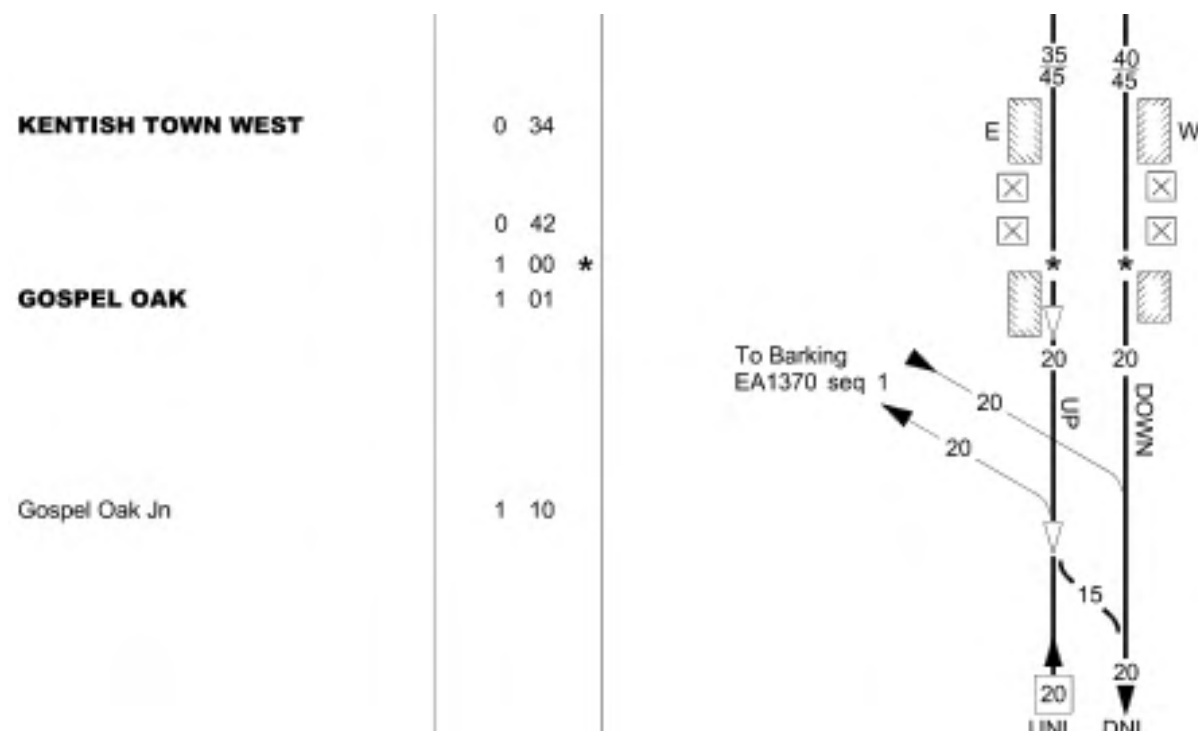 35
45
40
45
KENTISH TOWN WEST 0 34
E
W
0 42
1 00 *
* *
GOSPEL OAK 1 01
To Barking
EA1370 seq 1
20
20
20
20
UP
DOWN
Gospel Oak Jn 1 10
15
20
20